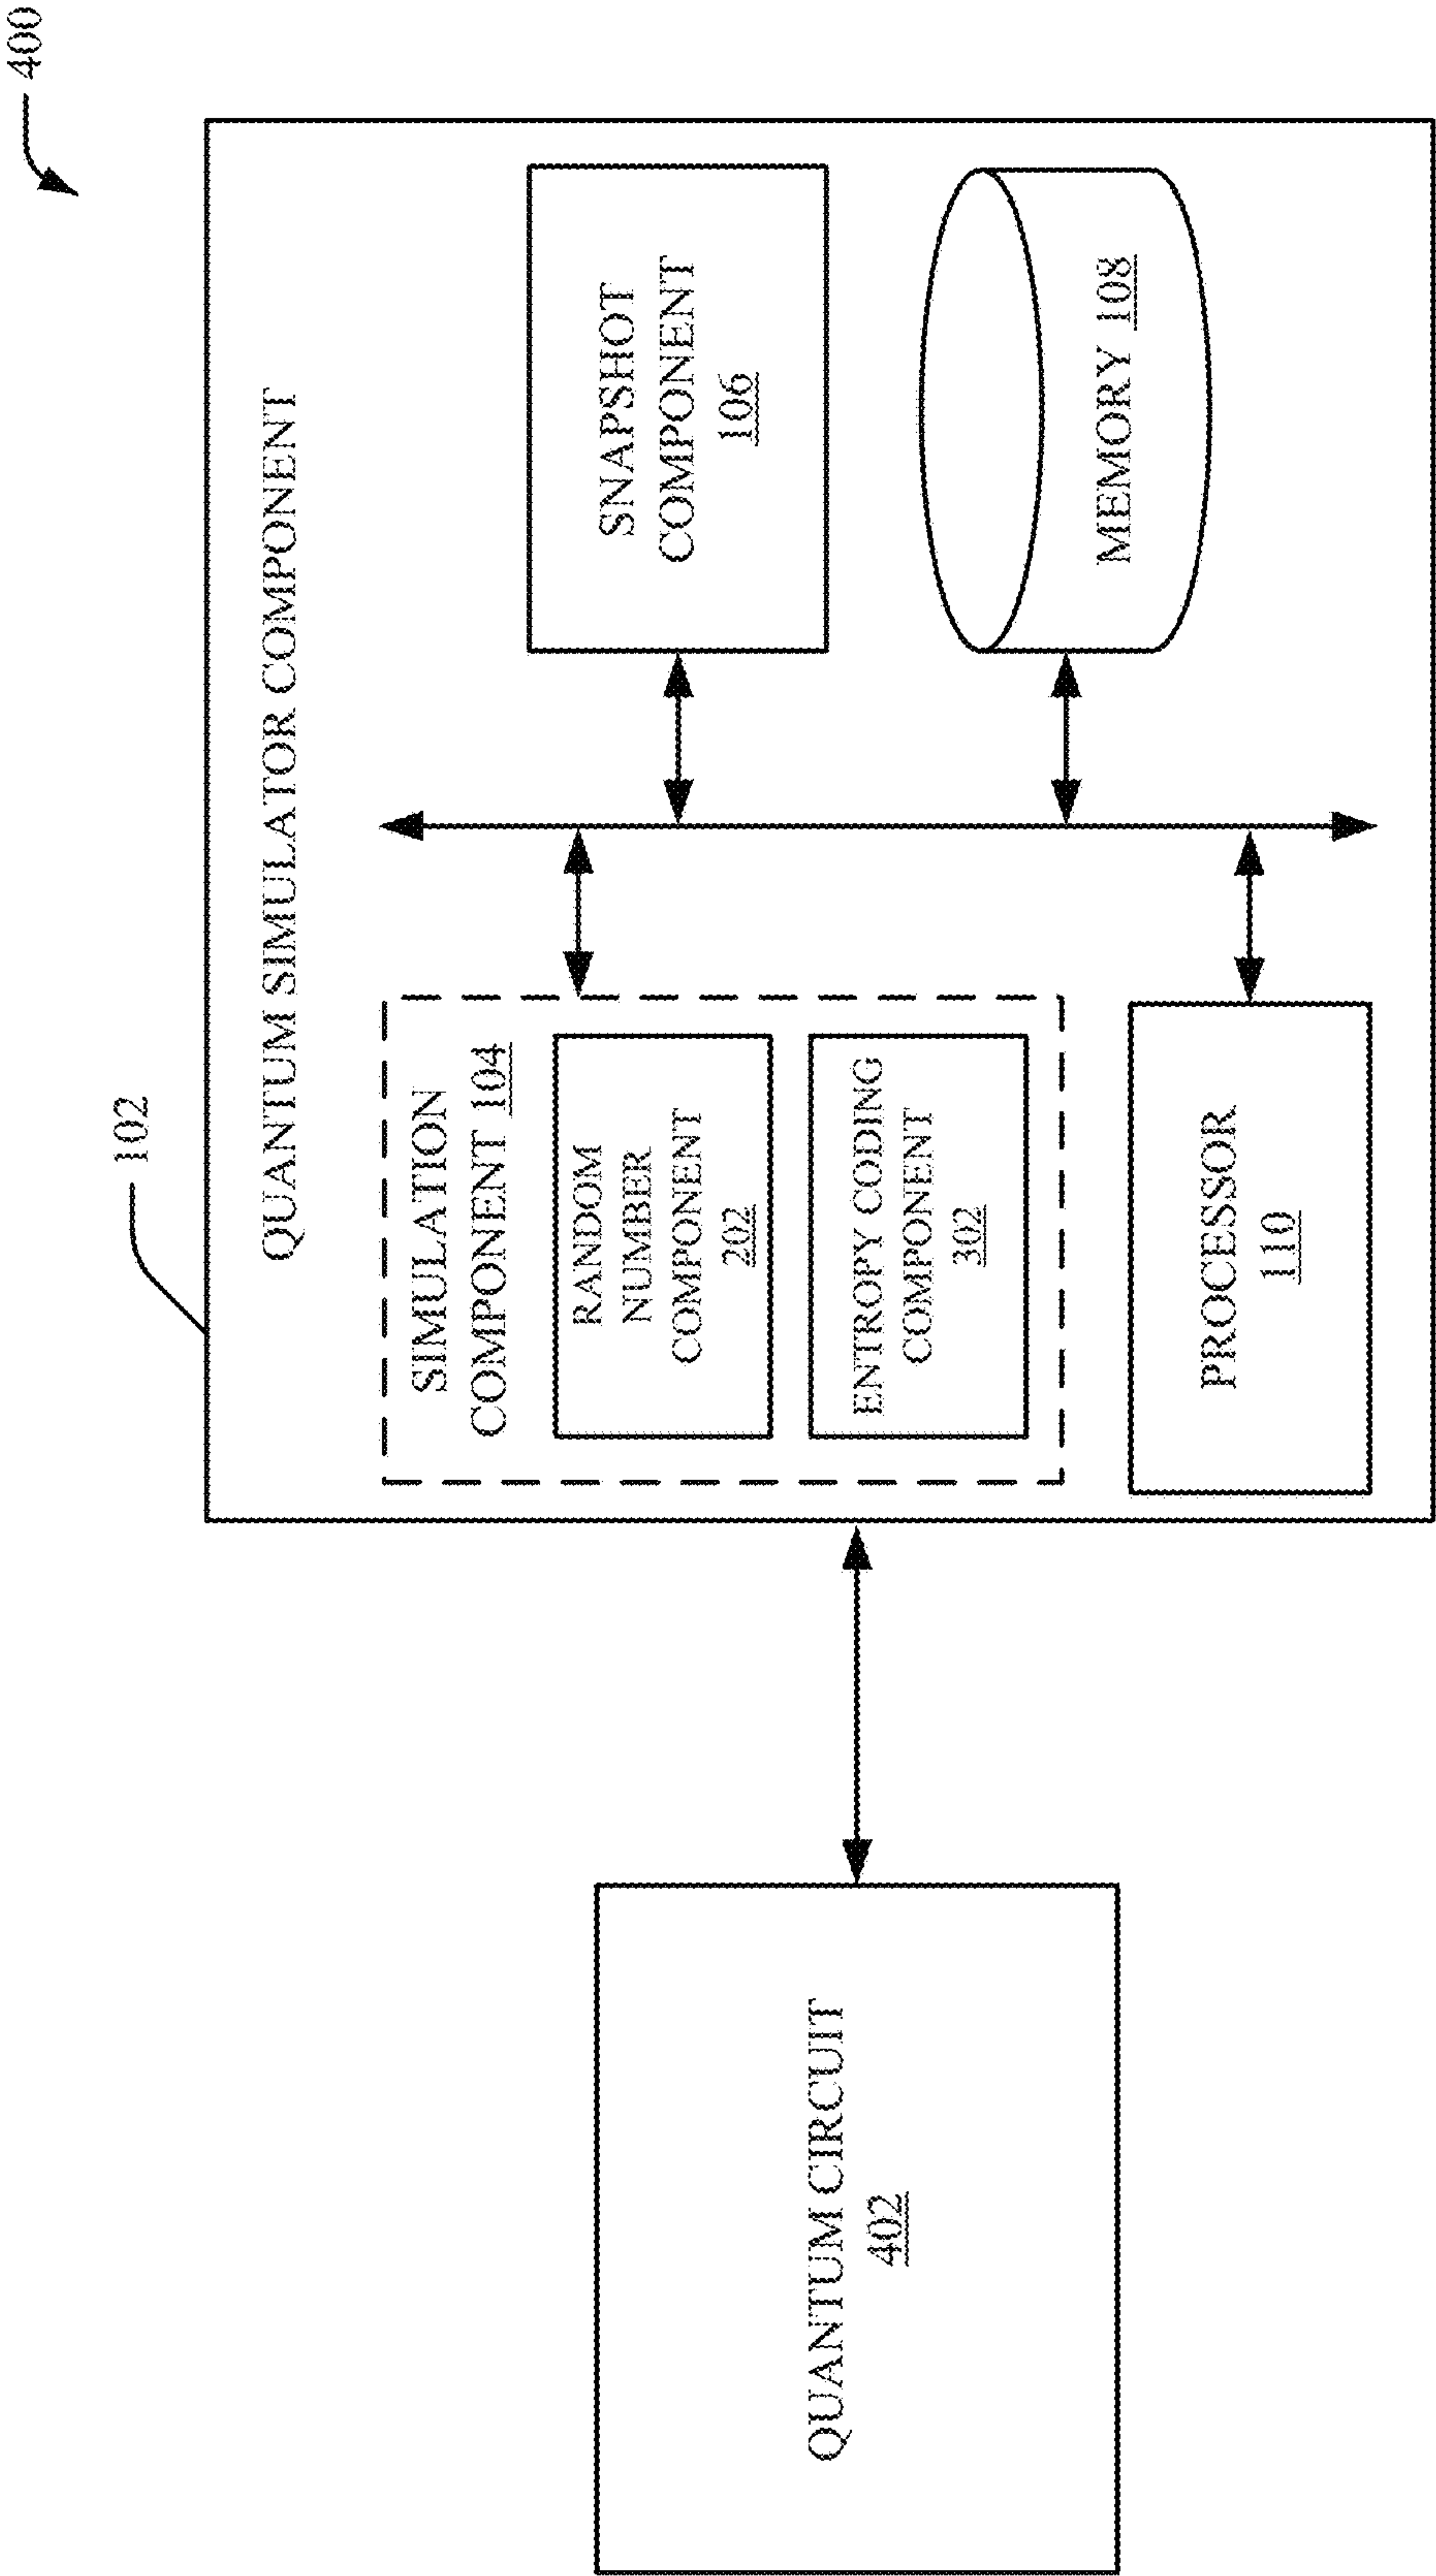 400
102
QUANTUM SIMULATOR COMPONENT
SIMULATION
COMPONENT 104
RANDOM
NUMBER
COMPONENT
202
ENTROPY CODING
COMPONENT
302
PROCESSOR
110
SNAPSHOT
COMPONENT
106
MEMORY 108
QUANTUM CIRCUIT
402